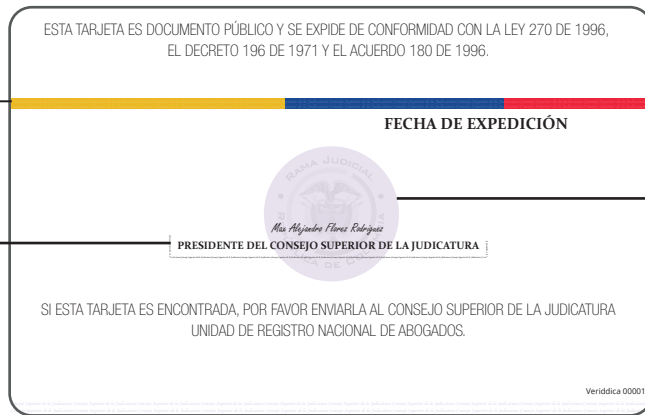 ESTA TARJETA ES DOCUMENTO PÚBLICO Y SE EXPIDE DE CONFORMIDAD CON LA LEY 270 DE 1996,
EL DECRETO 196 DE 1971 Y EL ACUERDO 180 DE 1996.
FECHA DE EXPEDICIÓN
RAMA JUDICIAL
Max Alejandro Flores Rodriguez
PRESIDENTE DEL CONSEJO SUPERIOR DE LA JUDICATURA
SI ESTA TARJETA ES ENCONTRADA, POR FAVOR ENVIARLA AL CONSEJO SUPERIOR DE LA JUDICATURA
UNIDAD DE REGISTRO NACIONAL DE ABOGADOS.
Veriddica 00001